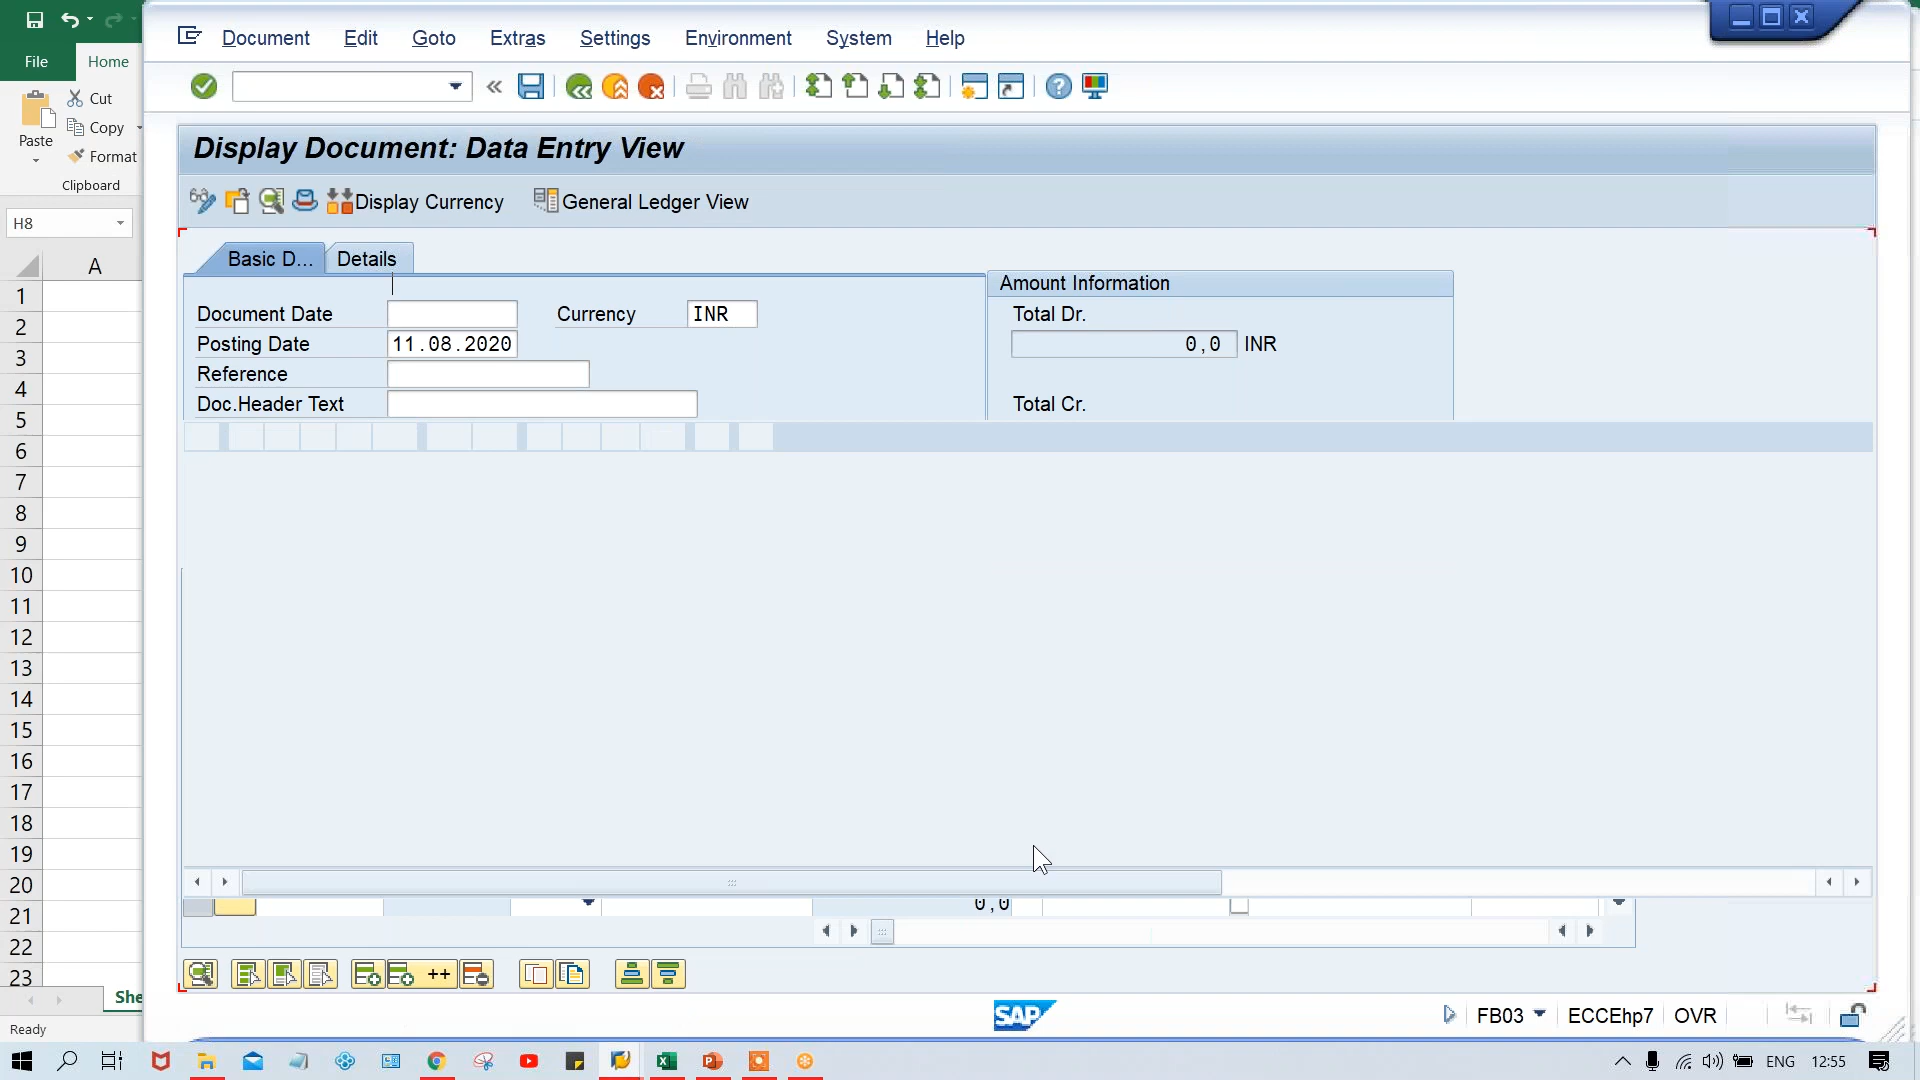 Document Edit Goto Extras Settings Environment System Help
File Home
Cut
Copy
Paste
Format
Clipboard
Display Document: Data Entry View
Display Currency General Ledger View
H8
A
Basic D... Details
Amount Information
Document Date Currency INR
Total Dr.
Posting Date 11.08.2020
0,0 INR
Reference
Doc.Header Text
Total Cr.
1
2
3
4
5
6
7
8
9
10
11
12
13
14
15
16
17
18
19
20
21
22
23
0,0
++
She
SAP
FB03 ECCEhp7 OVR
Ready
ENG 12:55